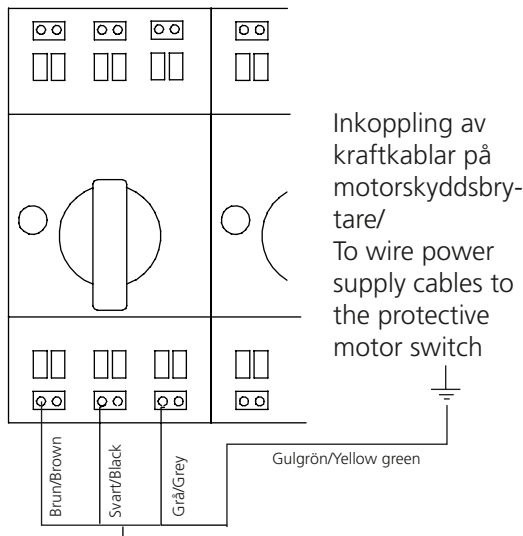 Inkoppling av
kraftkablar på
motorskyddsbry-
tare/
To wire power
supply cables to
the protective
motor switch
Brun/Brown
Svart/Black
Grå/Grey
Gulgrön/Yellow green